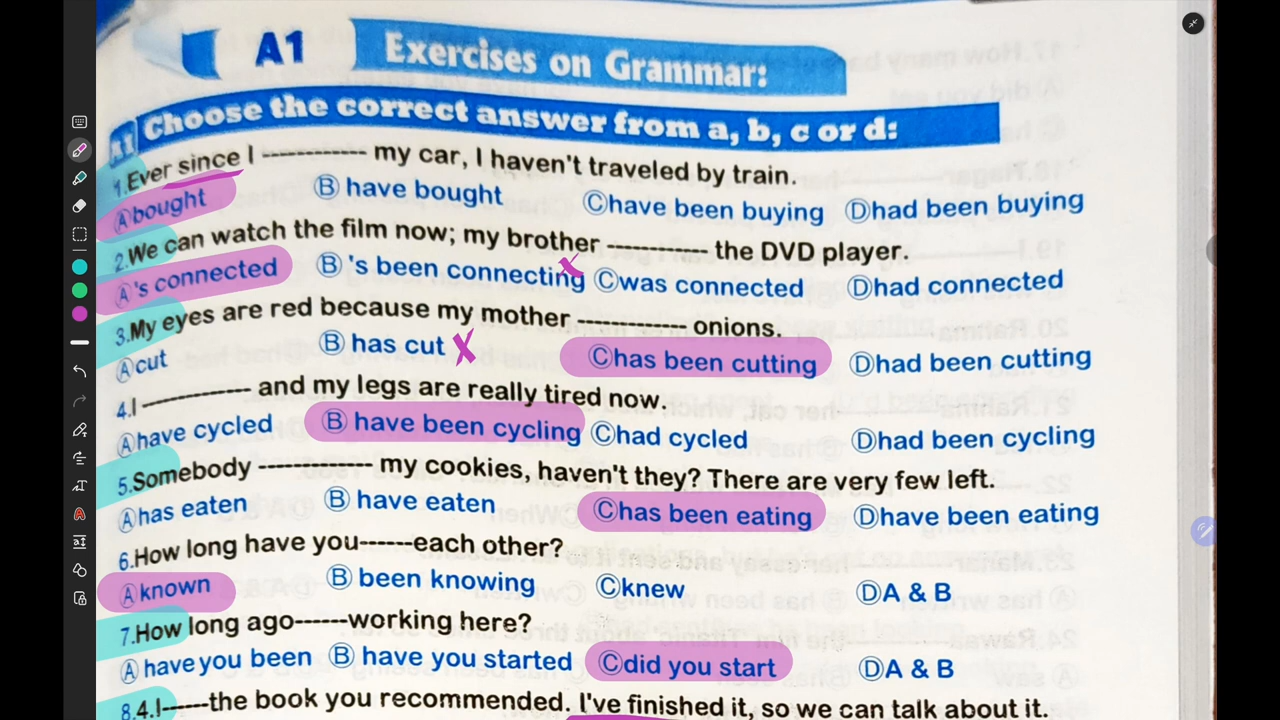 A1 Exercises on Grammar:
A1 Choose the correct answer from a, b, c or d:
1.Ever since I ------------ my car, I haven't traveled by train.
Ⓐbought Ⓑ have bought Ⓒhave been buying Ⓓhad been buying
2.We can watch the film now; my brother ------------ the DVD player.
Ⓐ's connected Ⓑ 's been connecting Ⓒwas connected Ⓓhad connected
3.My eyes are red because my mother ------------ onions.
Ⓐcut Ⓑ has cut Ⓒhas been cutting Ⓓhad been cutting
4.I------------ and my legs are really tired now.
Ⓐhave cycled Ⓑ have been cycling Ⓒhad cycled Ⓓhad been cycling
5.Somebody ------------ my cookies, haven't they? There are very few left.
Ⓐhas eaten Ⓑ have eaten Ⓒhas been eating Ⓓhave been eating
6.How long have you------each other?
Ⓐknown Ⓑ been knowing Ⓒknew ⒹA & B
7.How long ago------working here?
Ⓐhave you been Ⓑ have you started Ⓒdid you start ⒹA & B
8.4.I------the book you recommended. I've finished it, so we can talk about it.